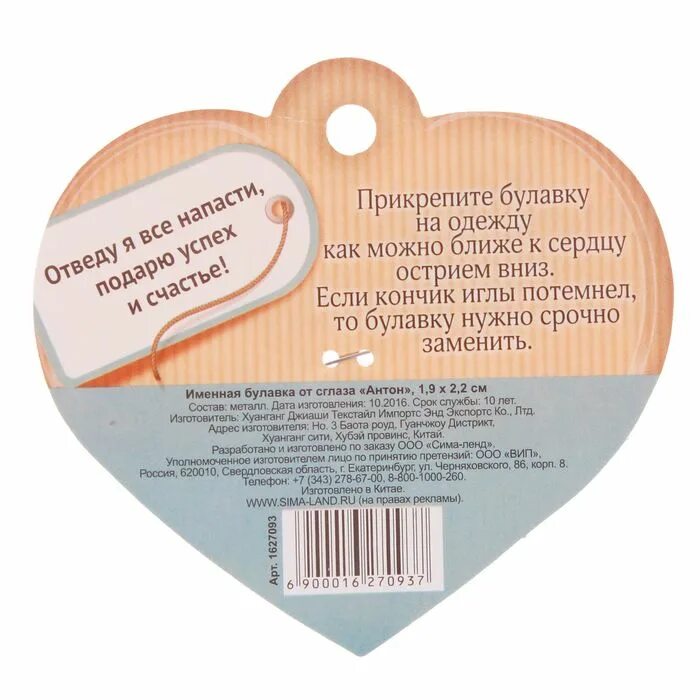 Отведу я все напасти,
подарю успех
и счастье!
Прикрепите булавку
на одежду
как можно ближе к сердцу
острием вниз.
Если кончик иглы потемнел,
то булавку нужно срочно
заменить.
Именная булавка от сглаза «Антон», 1,9 х 2,2 см
Состав: металл. Дата изготовления: 10.2016. Срок службы: 10 лет.
Изготовитель: Хуанганг Джиаши Текстайл Импортс Энд Экспортс Ко., Лтд.
Адрес изготовителя: Но. 3 Баота роуд, Гуанчжоу Дистрикт,
Хуанганг сити, Хубэй провинс, Китай.
Разработано и изготовлено по заказу ООО «Сима-ленд».
Уполномоченное изготовителем лицо по принятию претензий: ООО «ВИП»,
Россия, 620010, Свердловская область, г. Екатеринбург, ул. Черняховского, 86, корп. 8.
Телефон: +7 (343) 278-67-00, 8-800-1000-260.
Изготовлено в Китае.
WWW.SIMA-LAND.RU (на правах рекламы).
Арт. 1627093
6 900016 270937